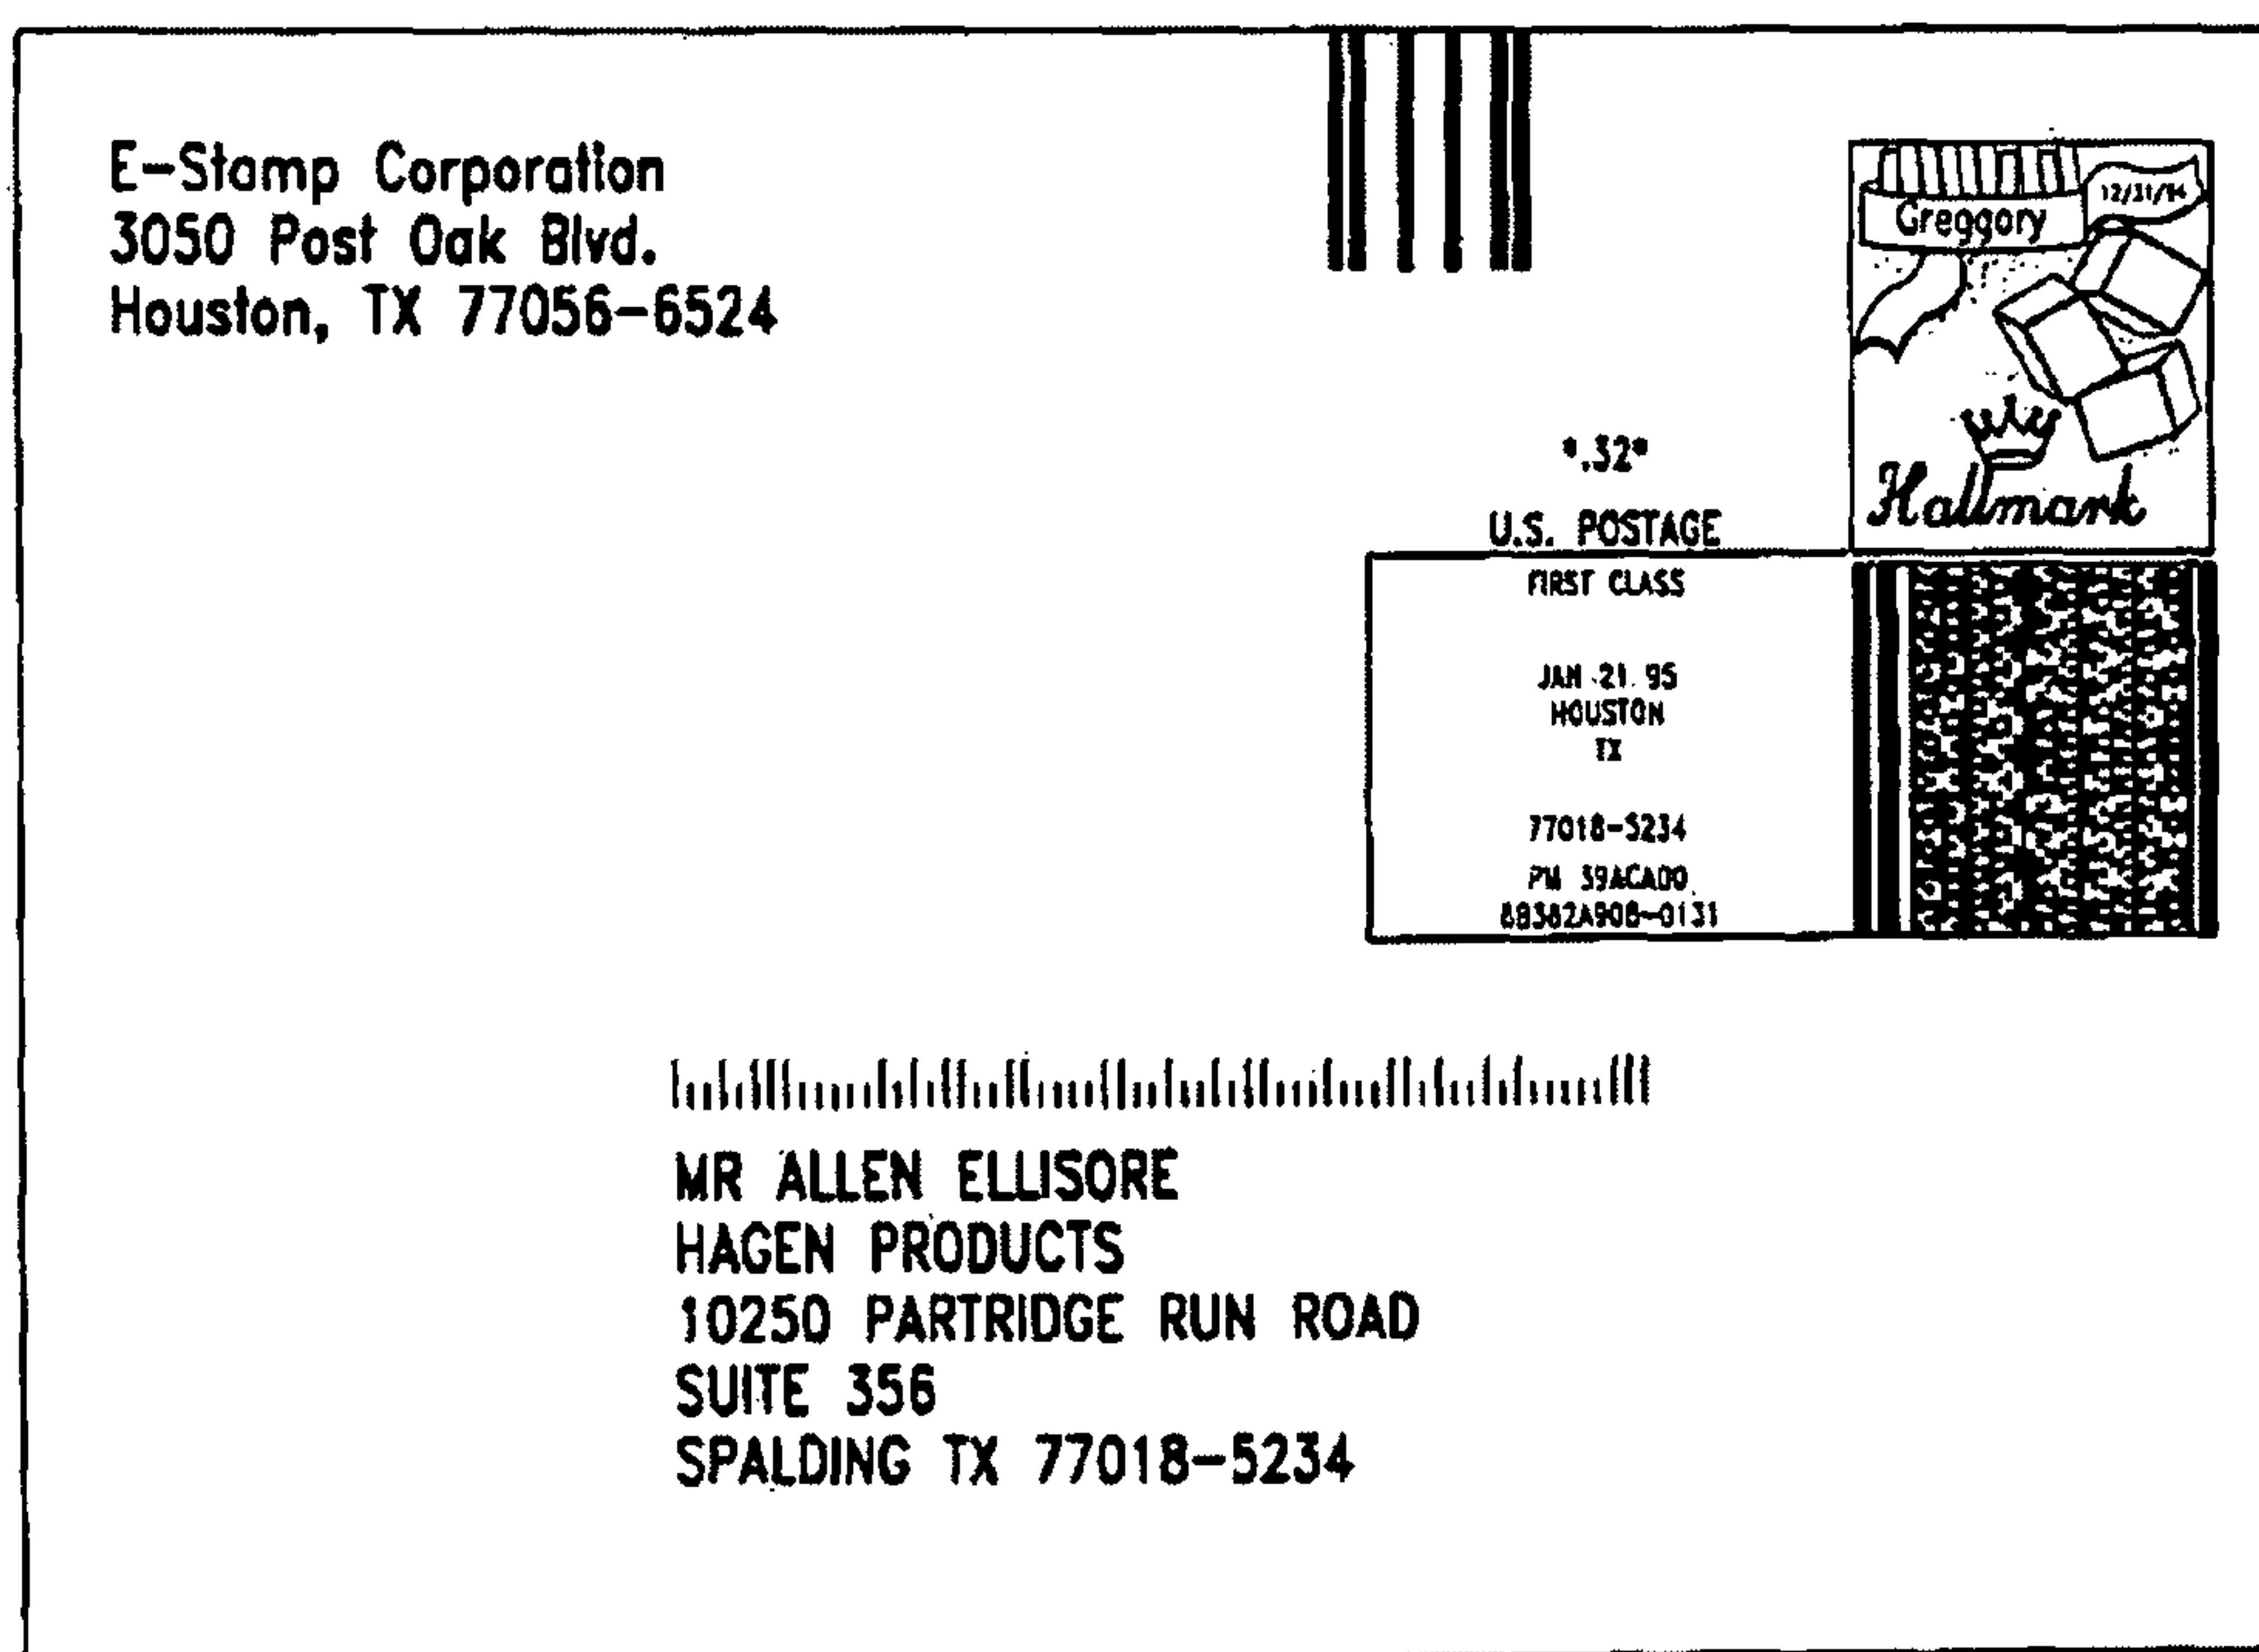 E-Stamp Corporation
3050 Post Oak Blvd.
Houston, TX 77056-6524
12/31/94
Greggory
.32
Hallmark
U.S. POSTAGE
FIRST CLASS
JAN 21 95
HOUSTON
TX
77018-5234
PM 39ACAD0
68382A90B-0131
MR ALLEN ELLISORE
HAGEN PRODUCTS
10250 PARTRIDGE RUN ROAD
SUITE 356
SPALDING TX 77018-5234